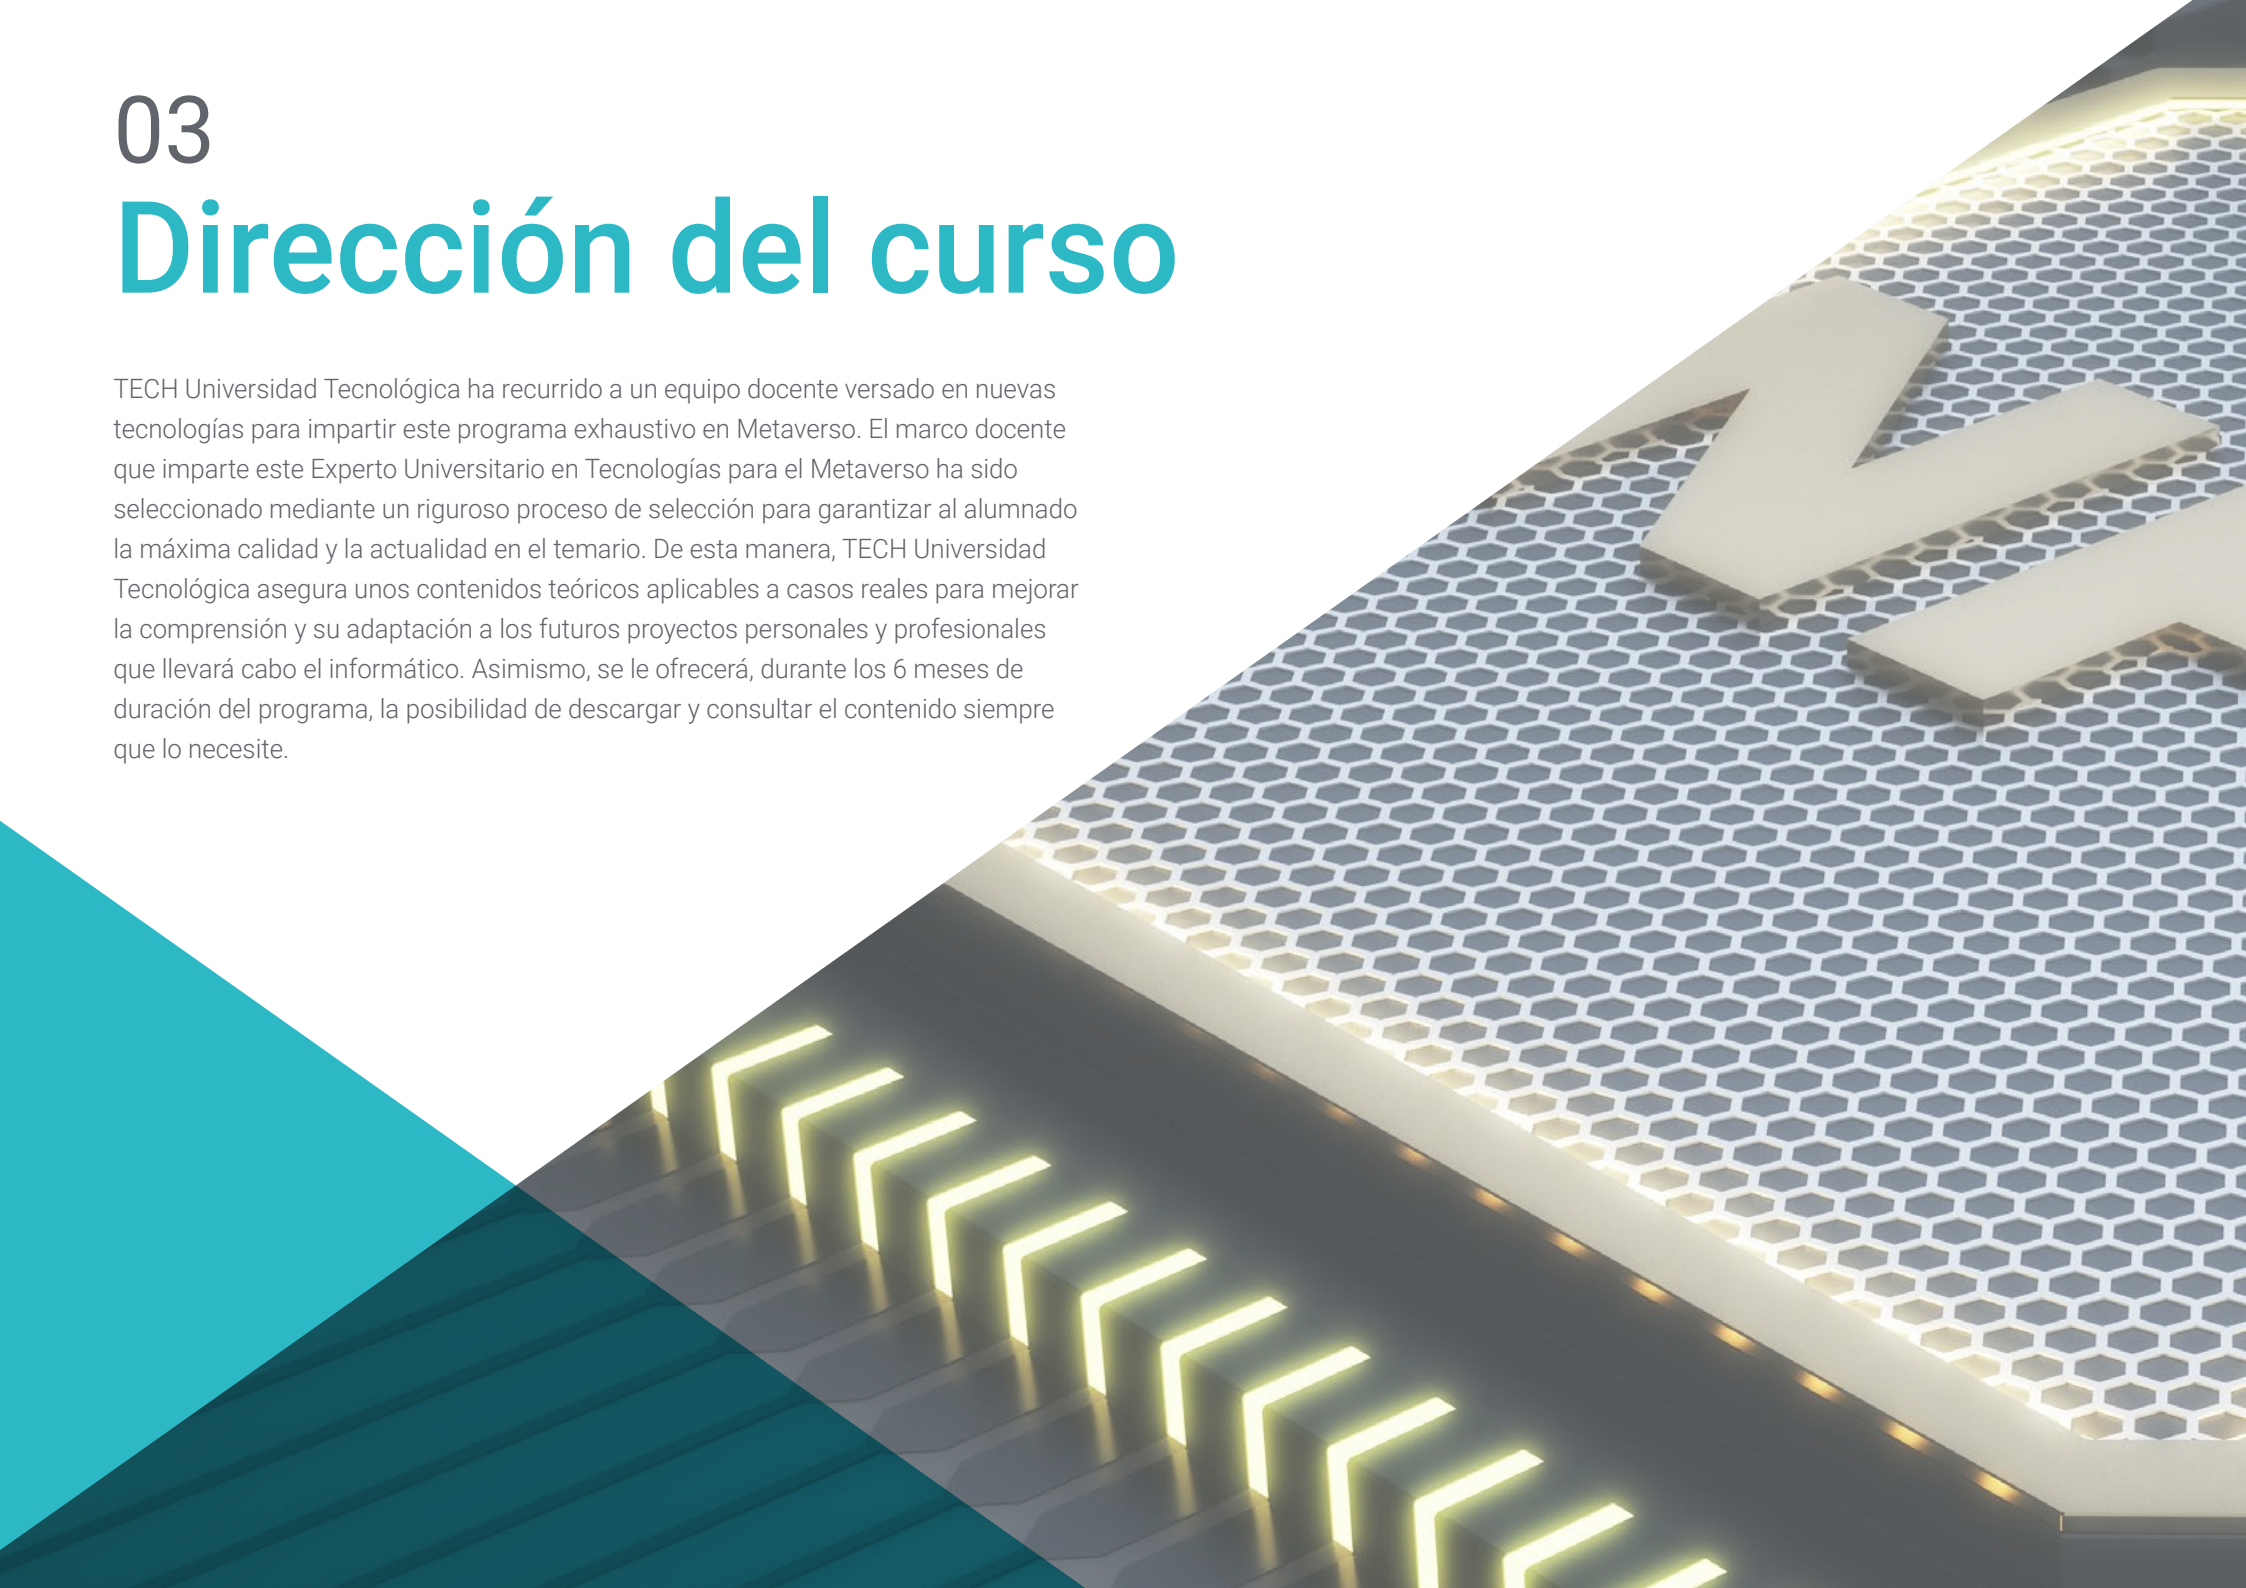 03
Dirección del curso
TECH Universidad Tecnológica ha recurrido a un equipo docente versado en nuevas
tecnologías para impartir este programa exhaustivo en Metaverso. El marco docente
que imparte este Experto Universitario en Tecnologías para el Metaverso ha sido
seleccionado mediante un riguroso proceso de selección para garantizar al alumnado
la máxima calidad y la actualidad en el temario. De esta manera, TECH Universidad
Tecnológica asegura unos contenidos teóricos aplicables a casos reales para mejorar
la comprensión y su adaptación a los futuros proyectos personales y profesionales
que llevará cabo el informático. Asimismo, se le ofrecerá, durante los 6 meses de
duración del programa, la posibilidad de descargar y consultar el contenido siempre
que lo necesite.